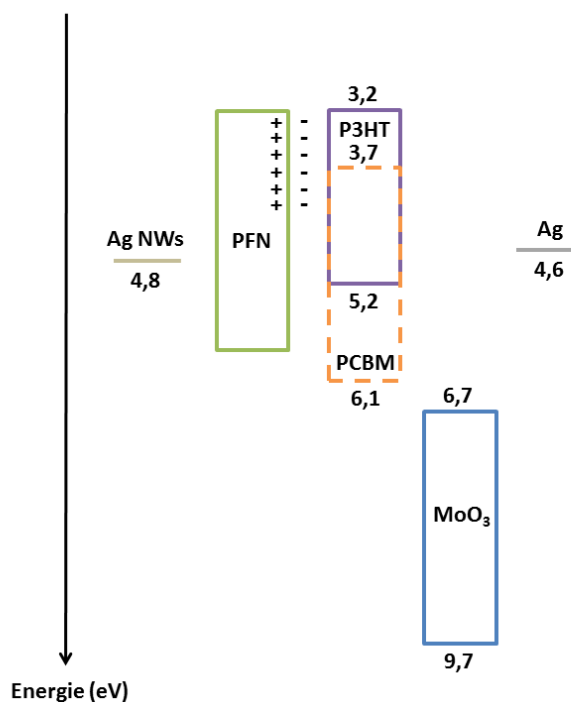 3,2
+ -
+ -
P3HT
+ -
3,7
+ -
+ -
+ -
Ag NWs
PFN
Ag
4,8
4,6
5,2
PCBM
6,1
6,7
MoO₃
9,7
Energie (eV)